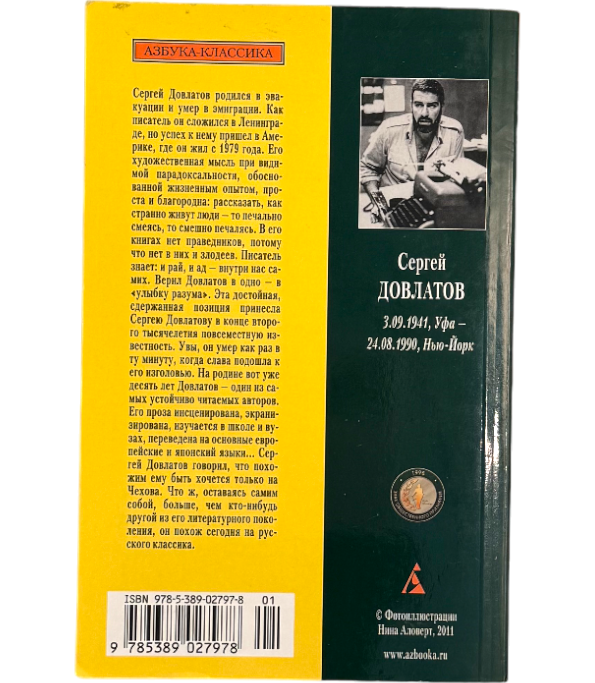 АЗБУКА-КЛАССИКА
Сергей Довлатов родился в эва-
куации и умер в эмиграции. Как
писатель он сложился в Ленингра-
де, но успех к нему пришел в Аме-
рике, где он жил с 1979 года. Его
художественная мысль при види-
мой парадоксальности, обосно-
ванной жизненным опытом, про-
ста и благородна: рассказать, как
странно живут люди — то печально
смеясь, то смешно печалясь. В его
книгах нет праведников, потому
что нет в них и злодеев. Писатель
знает: и рай, и ад — внутри нас са-
мих. Верил Довлатов в одно — в
«улыбку разума». Эта достойная,
сдержанная позиция принесла
Сергею Довлатову в конце второ-
го тысячелетия повсеместную из-
вестность. Увы, он умер как раз в
ту минуту, когда слава подошла к
его изголовью. На родине вот уже
десять лет Довлатов — один из са-
мых устойчиво читаемых авторов.
Его проза инсценирована, экрани-
зирована, изучается в школе и ву-
зах, переведена на основные евро-
пейские и японский языки... Сер-
гей Довлатов говорил, что похо-
жим ему быть хочется только на
Чехова. Что ж, оставаясь самим
собой, больше, чем кто-нибудь
другой из его литературного поко-
ления, он похож сегодня на рус-
ского классика.
ISBN 978-5-389-02797-8 01
9 785389 027978
Сергей
ДОВЛАТОВ
3.09.1941, Уфа —
24.08.1990, Нью-Йорк
1995
© Фотоиллюстрации
Нина Аловерт, 2011
www.azbooka.ru